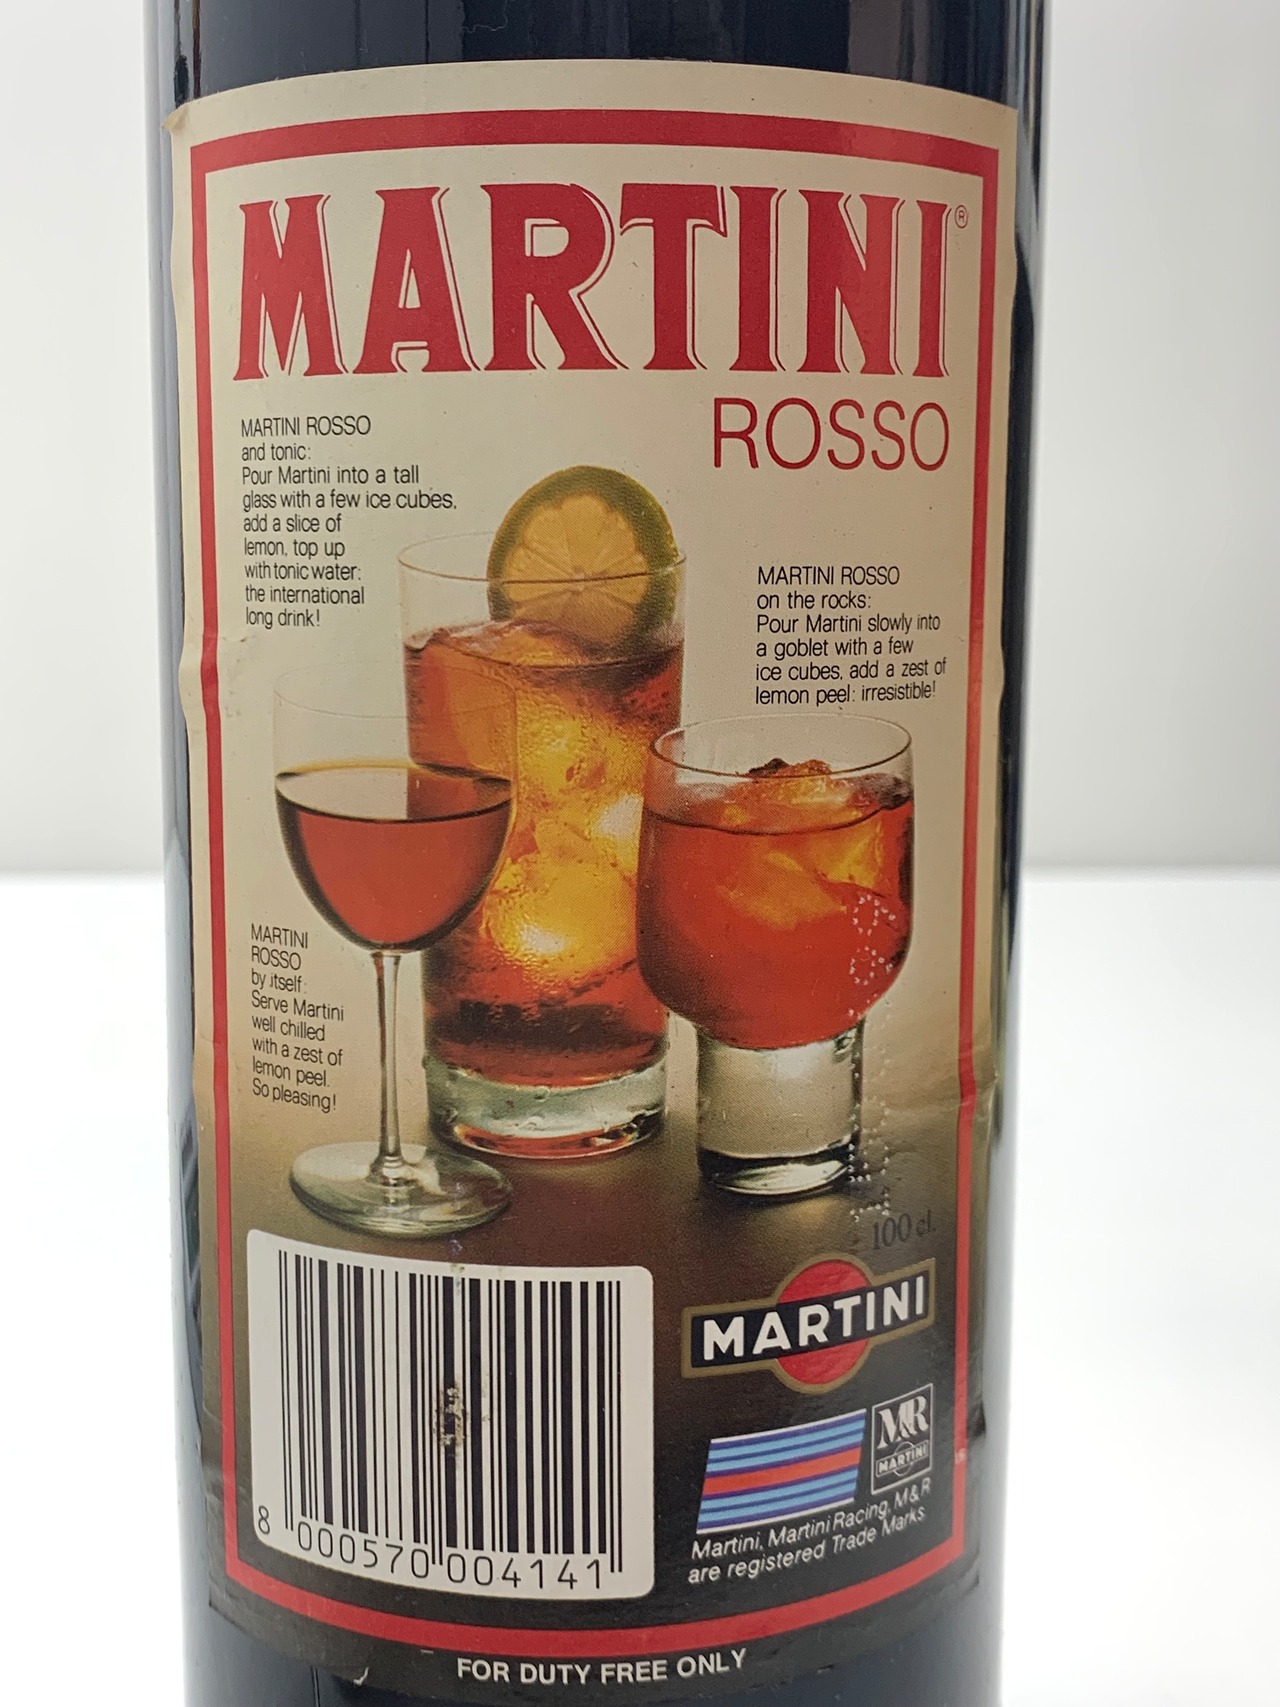 MARTINI®
ROSSO
MARTINI ROSSO
and tonic:
Pour Martini into a tall
glass with a few ice cubes,
add a slice of
lemon, top up
with tonic water:
the international
long drink!
MARTINI ROSSO
on the rocks:
Pour Martini slowly into
a goblet with a few
ice cubes, add a zest of
lemon peel: irresistible!
MARTINI
ROSSO
by itself:
Serve Martini
well chilled
with a zest of
lemon peel.
So pleasing!
100 cl.
MARTINI
M&R
MARTINI
Martini, Martini Racing, M&R
are registered Trade Marks
8 000570 004141
FOR DUTY FREE ONLY